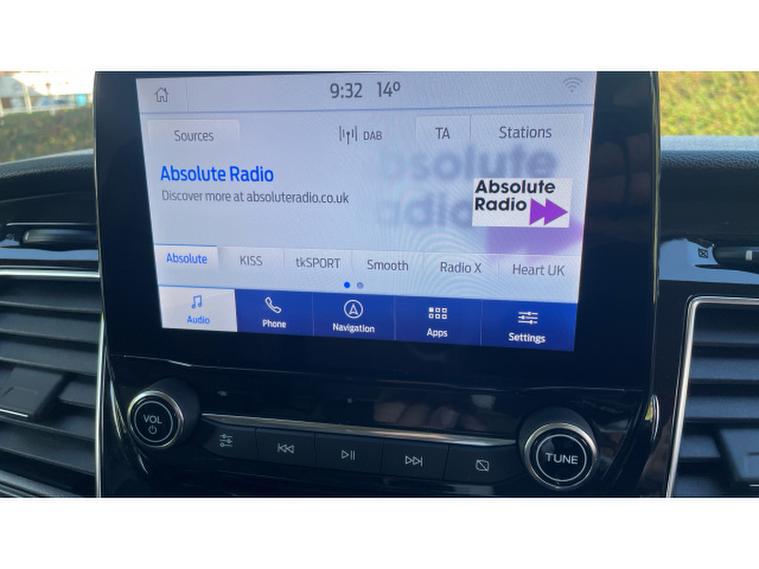 9:32 14º
Sources DAB TA Stations
Absolute Radio
Discover more at absoluteradio.co.uk
Absolute
Radio
Absolute KISS tkSPORT Smooth Radio X Heart UK
Audio Phone Navigation Apps Settings
VOL
TUNE